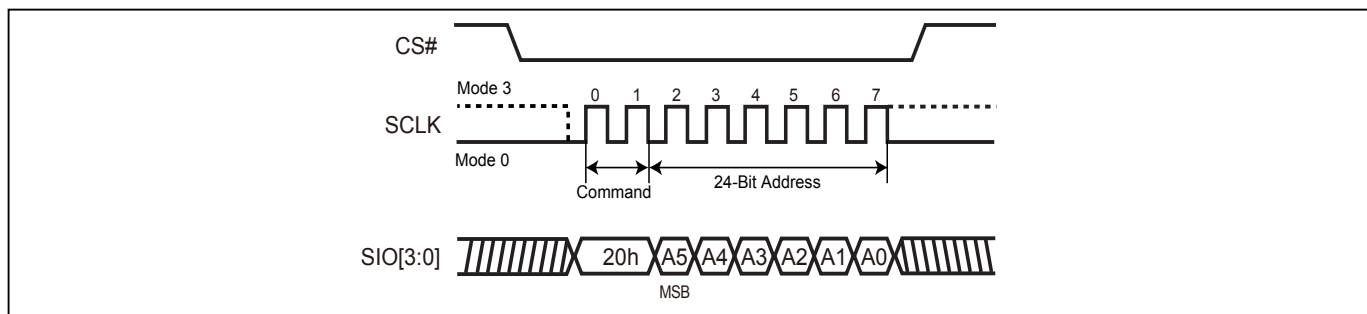 CS#
Mode 3
0 1 2 3 4 5 6 7
SCLK
Mode 0
Command
24-Bit Address
SIO[3:0]
20h A5 A4 A3 A2 A1 A0
MSB